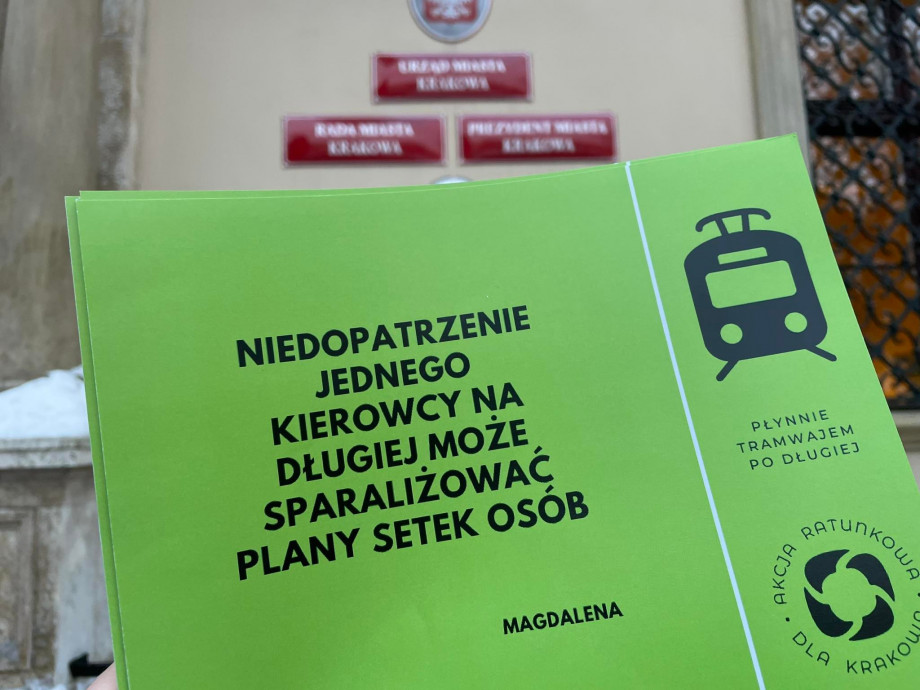 URZĄD MIASTA
KRAKOWA
RADA MIASTA
KRAKOWA
PREZYDENT MIASTA
KRAKOWA
NIEDOPATRZENIE
JEDNEGO
KIEROWCY NA
DŁUGIEJ MOŻE
SPARALIŻOWAĆ
PLANY SETEK OSÓB
MAGDALENA
PŁYNNIE
TRAMWAJEM
PO DŁUGIEJ
• AKCJA RATUNKOWA •
DLA KRAKOWA